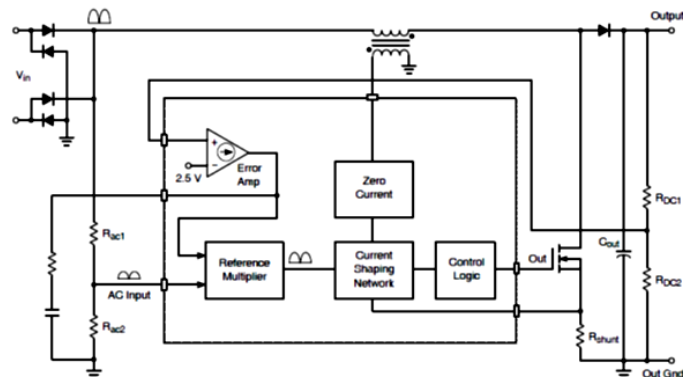 Output
Vin
+
−
2.5 V
Error
Amp
Zero
Current
Rac1
Reference
Multiplier
Current
Shaping
Network
Control
Logic
Out
Cout
RDC1
RDC2
AC Input
Rac2
Rshunt
Out Gnd